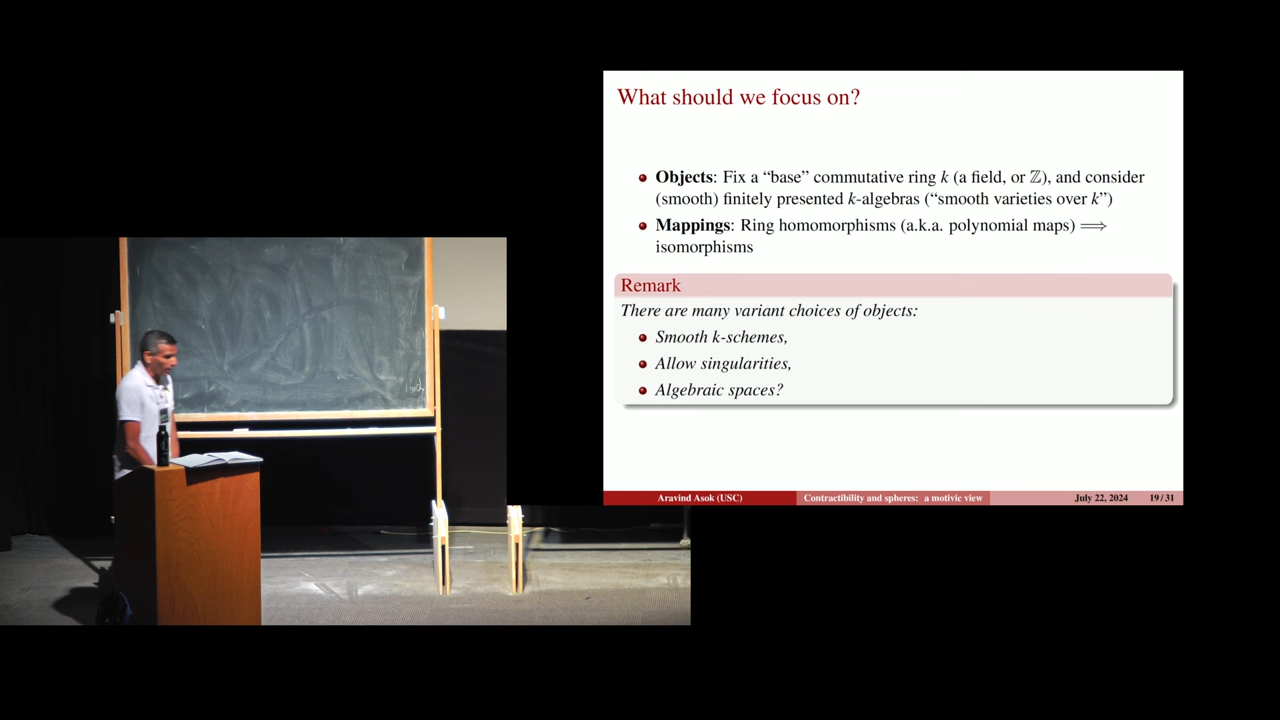 What should we focus on?
Objects: Fix a “base” commutative ring k (a field, or ℤ), and consider
(smooth) finitely presented k-algebras (“smooth varieties over k”)
Mappings: Ring homomorphisms (a.k.a. polynomial maps) ⟹
isomorphisms
Remark
There are many variant choices of objects:
Smooth k-schemes,
Allow singularities,
Algebraic spaces?
Aravind Asok (USC) Contractibility and spheres: a motivic view July 22, 2024 19 / 31